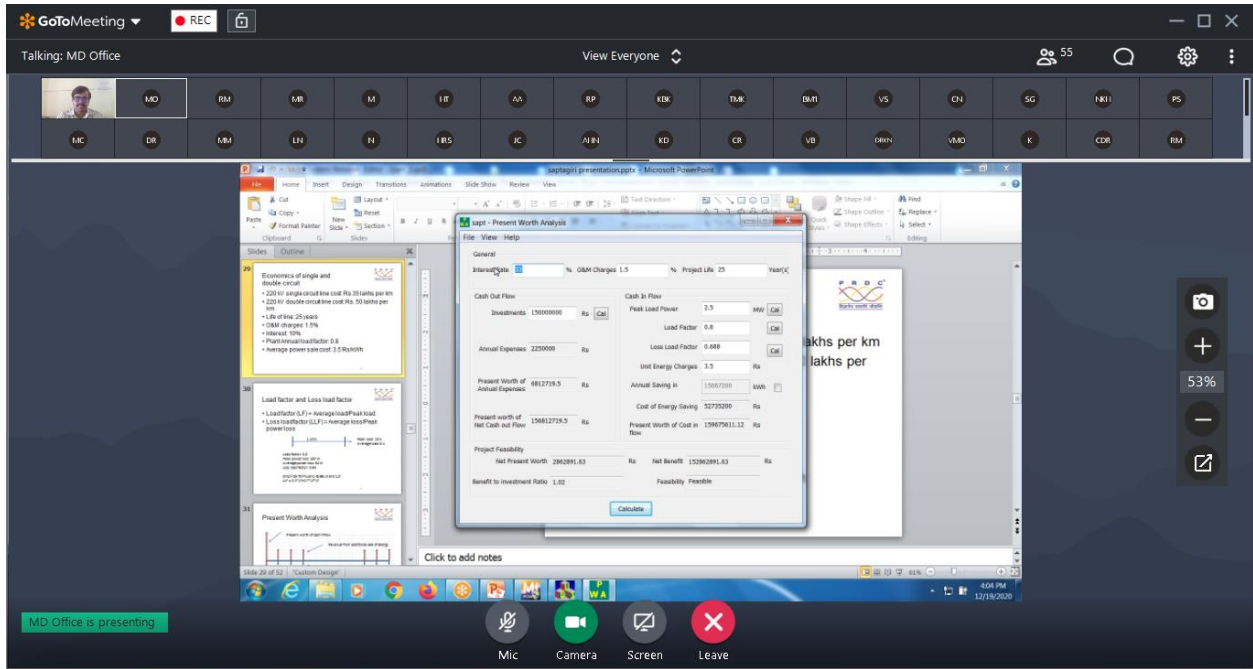 GoToMeeting
REC
Talking: MD Office
View Everyone
55
MO RM MR M AA RP KBK TMK BM1 VS CN SG PS
MC DR MM LN N HRS JC KD CR VB VMO K CDR RM
saptagiri presentation.pptx - Microsoft PowerPoint
File Home Insert Design Transitions Animations Slide Show Review View
Paste
Cut
Copy
Format Painter
Clipboard
New Slide
Layout
Reset
Section
Slides
Text Direction
Quick Styles
Shape Fill
Shape Outline
Shape Effects
Find
Replace
Select
Editing
Slides Outline
29
Economics of single and
double circuit
• 220 kV single circuit line cost Rs 35 lakhs per km
• 220 kV double circuit line cost: Rs. 50 lakhs per
km
• Life of line: 25 years
• O&M charges: 1.5%
• Interest: 10%
• Plant Annual load factor: 0.8
• Average power sale cost: 3.5 Rs/kWh
30
Load factor and Loss load factor
• Load factor (LF) = Average load/Peak load
• Loss load factor (LLF) = Average loss/Peak
power loss
31
Present Worth Analysis
sapt - Present Worth Analysis
File View Help
General
Interest Rate % O&M Charges 1.5 % Project Life 25 Year(s)
Cash Out Flow
Investments 150000000 Rs Cal
Annual Expenses 2250000 Rs
Present Worth of
Annual Expenses 6812719.5 Rs
Present worth of
Net Cash out Flow 156812719.5 Rs
Cash In Flow
Peak Load Power 2.5 MW Cal
Load Factor 0.8 Cal
Loss Load Factor 0.688 Cal
Unit Energy Charges 3.5 Rs
Annual Saving in 15067200 kWh
Cost of Energy Saving 52735200 Rs
Present Worth of Cost in 159675611.12 Rs
flow
Project Feasibility
Net Present Worth 2862891.63 Rs Net Benefit 152862891.63 Rs
Benefit to investment Ratio 1.02 Feasibility Feasible
Calculate
P R D C
akhs per km
lakhs per
Click to add notes
Slide 29 of 52 "Custom Design" 61%
4:04 PM
12/19/2020
53%
MD Office is presenting
Mic Camera Screen Leave